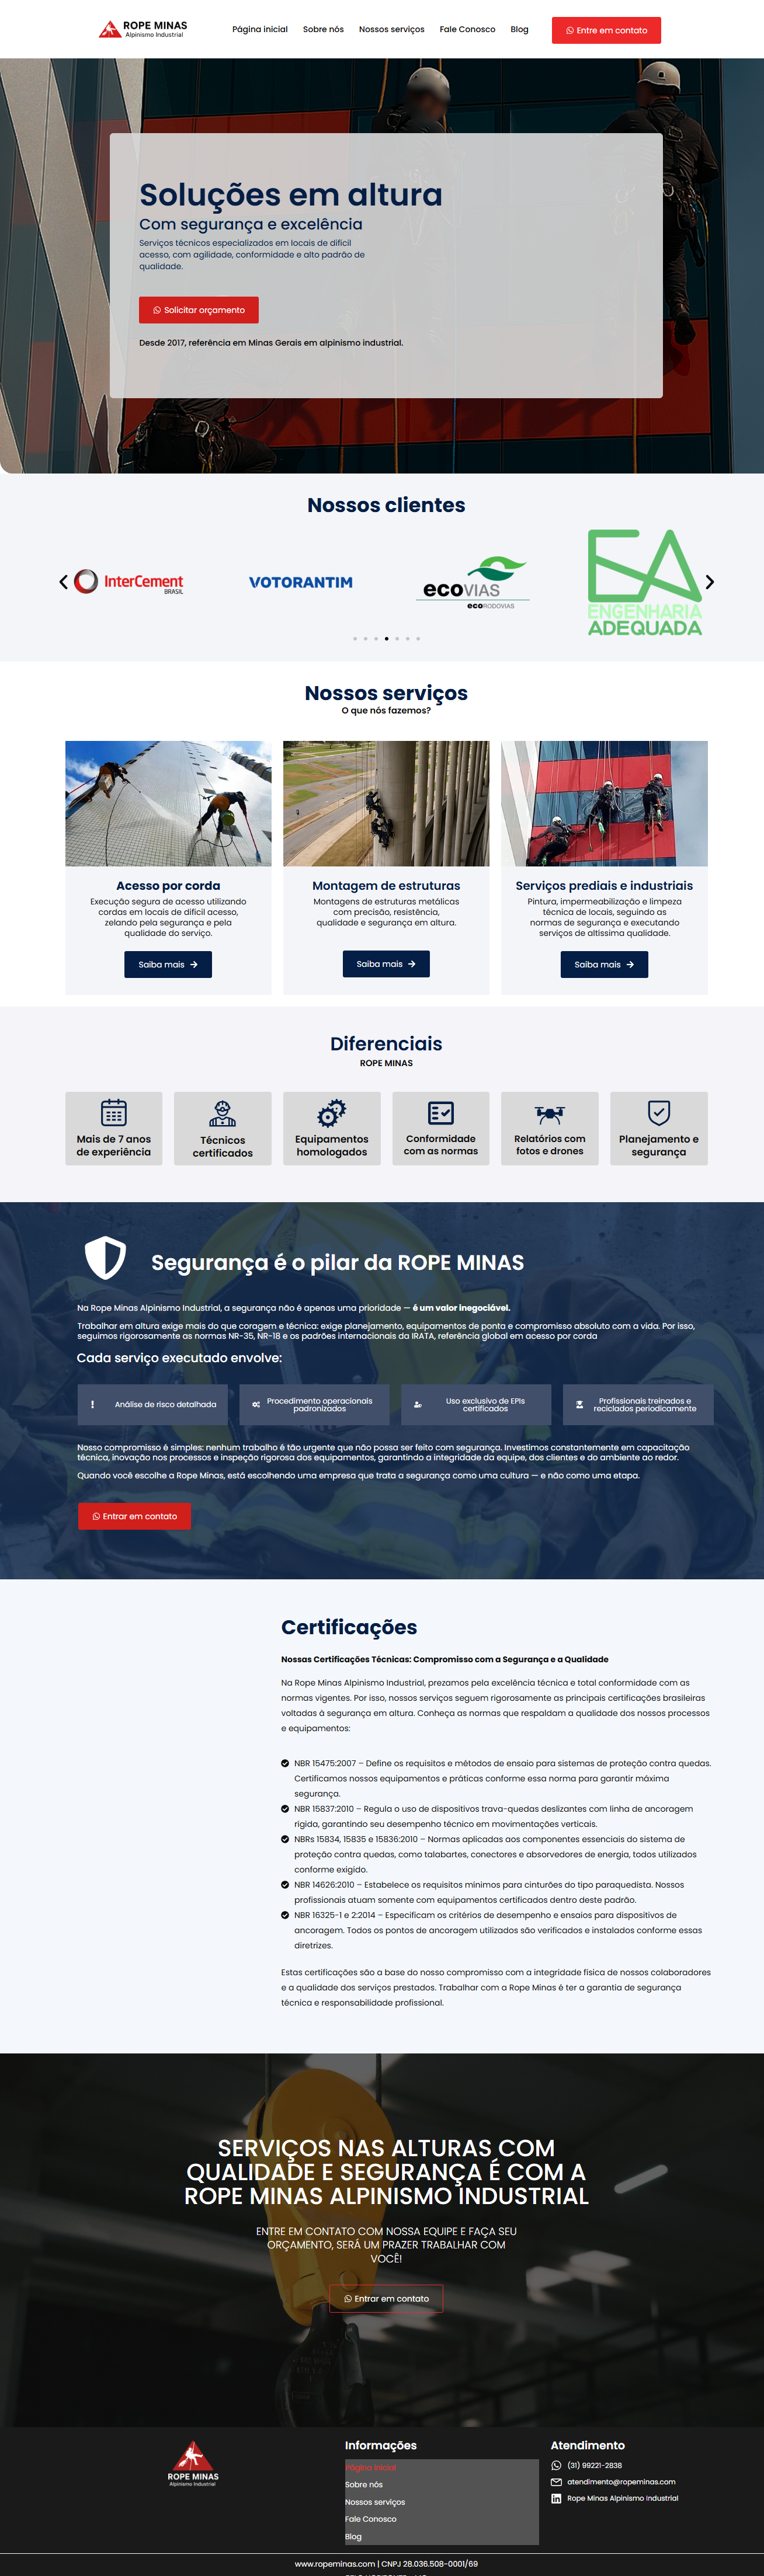 ROPE MINAS
Alpinismo Industrial
Página inicial
Sobre nós
Nossos serviços
Fale Conosco
Blog
Entre em contato
Soluções em altura
Com segurança e excelência
Serviços técnicos especializados em locais de difícil
acesso, com agilidade, conformidade e alto padrão de
qualidade.
Solicitar orçamento
Desde 2017, referência em Minas Gerais em alpinismo industrial.
Nossos clientes
InterCement
BRASIL
VOTORANTIM
ecoVIAS
ecoRODOVIAS
EA
ENGENHARIA
ADEQUADA
Nossos serviços
O que nós fazemos?
Acesso por corda
Execução segura de acesso utilizando
cordas em locais de difícil acesso,
zelando pela segurança e pela
qualidade do serviço.
Saiba mais
Montagem de estruturas
Montagens de estruturas metálicas
com precisão, resistência,
qualidade e segurança em altura.
Saiba mais
Serviços prediais e industriais
Pintura, impermeabilização e limpeza
técnica de locais, seguindo as
normas de segurança e executando
serviços de altíssima qualidade.
Saiba mais
Diferenciais
ROPE MINAS
Mais de 7 anos
de experiência
Técnicos
certificados
Equipamentos
homologados
Conformidade
com as normas
Relatórios com
fotos e drones
Planejamento e
segurança
Segurança é o pilar da ROPE MINAS
Na Rope Minas Alpinismo Industrial, a segurança não é apenas uma prioridade — é um valor inegociável.
Trabalhar em altura exige mais do que coragem e técnica: exige planejamento, equipamentos de ponta e compromisso absoluto com a vida. Por isso,
seguimos rigorosamente as normas NR-35, NR-18 e os padrões internacionais da IRATA, referência global em acesso por corda
Cada serviço executado envolve:
Análise de risco detalhada
Procedimento operacionais
padronizados
Uso exclusivo de EPIs
certificados
Profissionais treinados e
reciclados periodicamente
Nosso compromisso é simples: nenhum trabalho é tão urgente que não possa ser feito com segurança. Investimos constantemente em capacitação
técnica, inovação nos processos e inspeção rigorosa dos equipamentos, garantindo a integridade da equipe, dos clientes e do ambiente ao redor.
Quando você escolhe a Rope Minas, está escolhendo uma empresa que trata a segurança como uma cultura — e não como uma etapa.
Entrar em contato
Certificações
Nossas Certificações Técnicas: Compromisso com a Segurança e a Qualidade
Na Rope Minas Alpinismo Industrial, prezamos pela excelência técnica e total conformidade com as
normas vigentes. Por isso, nossos serviços seguem rigorosamente as principais certificações brasileiras
voltadas à segurança em altura. Conheça as normas que respaldam a qualidade dos nossos processos
e equipamentos:
NBR 15475:2007 – Define os requisitos e métodos de ensaio para sistemas de proteção contra quedas.
Certificamos nossos equipamentos e práticas conforme essa norma para garantir máxima
segurança.
NBR 15837:2010 – Regula o uso de dispositivos trava-quedas deslizantes com linha de ancoragem
rígida, garantindo seu desempenho técnico em movimentações verticais.
NBRs 15834, 15835 e 15836:2010 – Normas aplicadas aos componentes essenciais do sistema de
proteção contra quedas, como talabartes, conectores e absorvedores de energia, todos utilizados
conforme exigido.
NBR 14626:2010 – Estabelece os requisitos mínimos para cinturões do tipo paraquedista. Nossos
profissionais atuam somente com equipamentos certificados dentro deste padrão.
NBR 16325-1 e 2:2014 – Especificam os critérios de desempenho e ensaios para dispositivos de
ancoragem. Todos os pontos de ancoragem utilizados são verificados e instalados conforme essas
diretrizes.
Estas certificações são a base do nosso compromisso com a integridade física de nossos colaboradores
e a qualidade dos serviços prestados. Trabalhar com a Rope Minas é ter a garantia de segurança
técnica e responsabilidade profissional.
SERVIÇOS NAS ALTURAS COM
QUALIDADE E SEGURANÇA É COM A
ROPE MINAS ALPINISMO INDUSTRIAL
ENTRE EM CONTATO COM NOSSA EQUIPE E FAÇA SEU
ORÇAMENTO, SERÁ UM PRAZER TRABALHAR COM
VOCÊ!
Entrar em contato
ROPE MINAS
Alpinismo Industrial
Informações
Página inicial
Sobre nós
Nossos serviços
Fale Conosco
Blog
Atendimento
(31) 99221-2838
atendimento@ropeminas.com
Rope Minas Alpinismo Industrial
www.ropeminas.com | CNPJ 28.036.508-0001/69